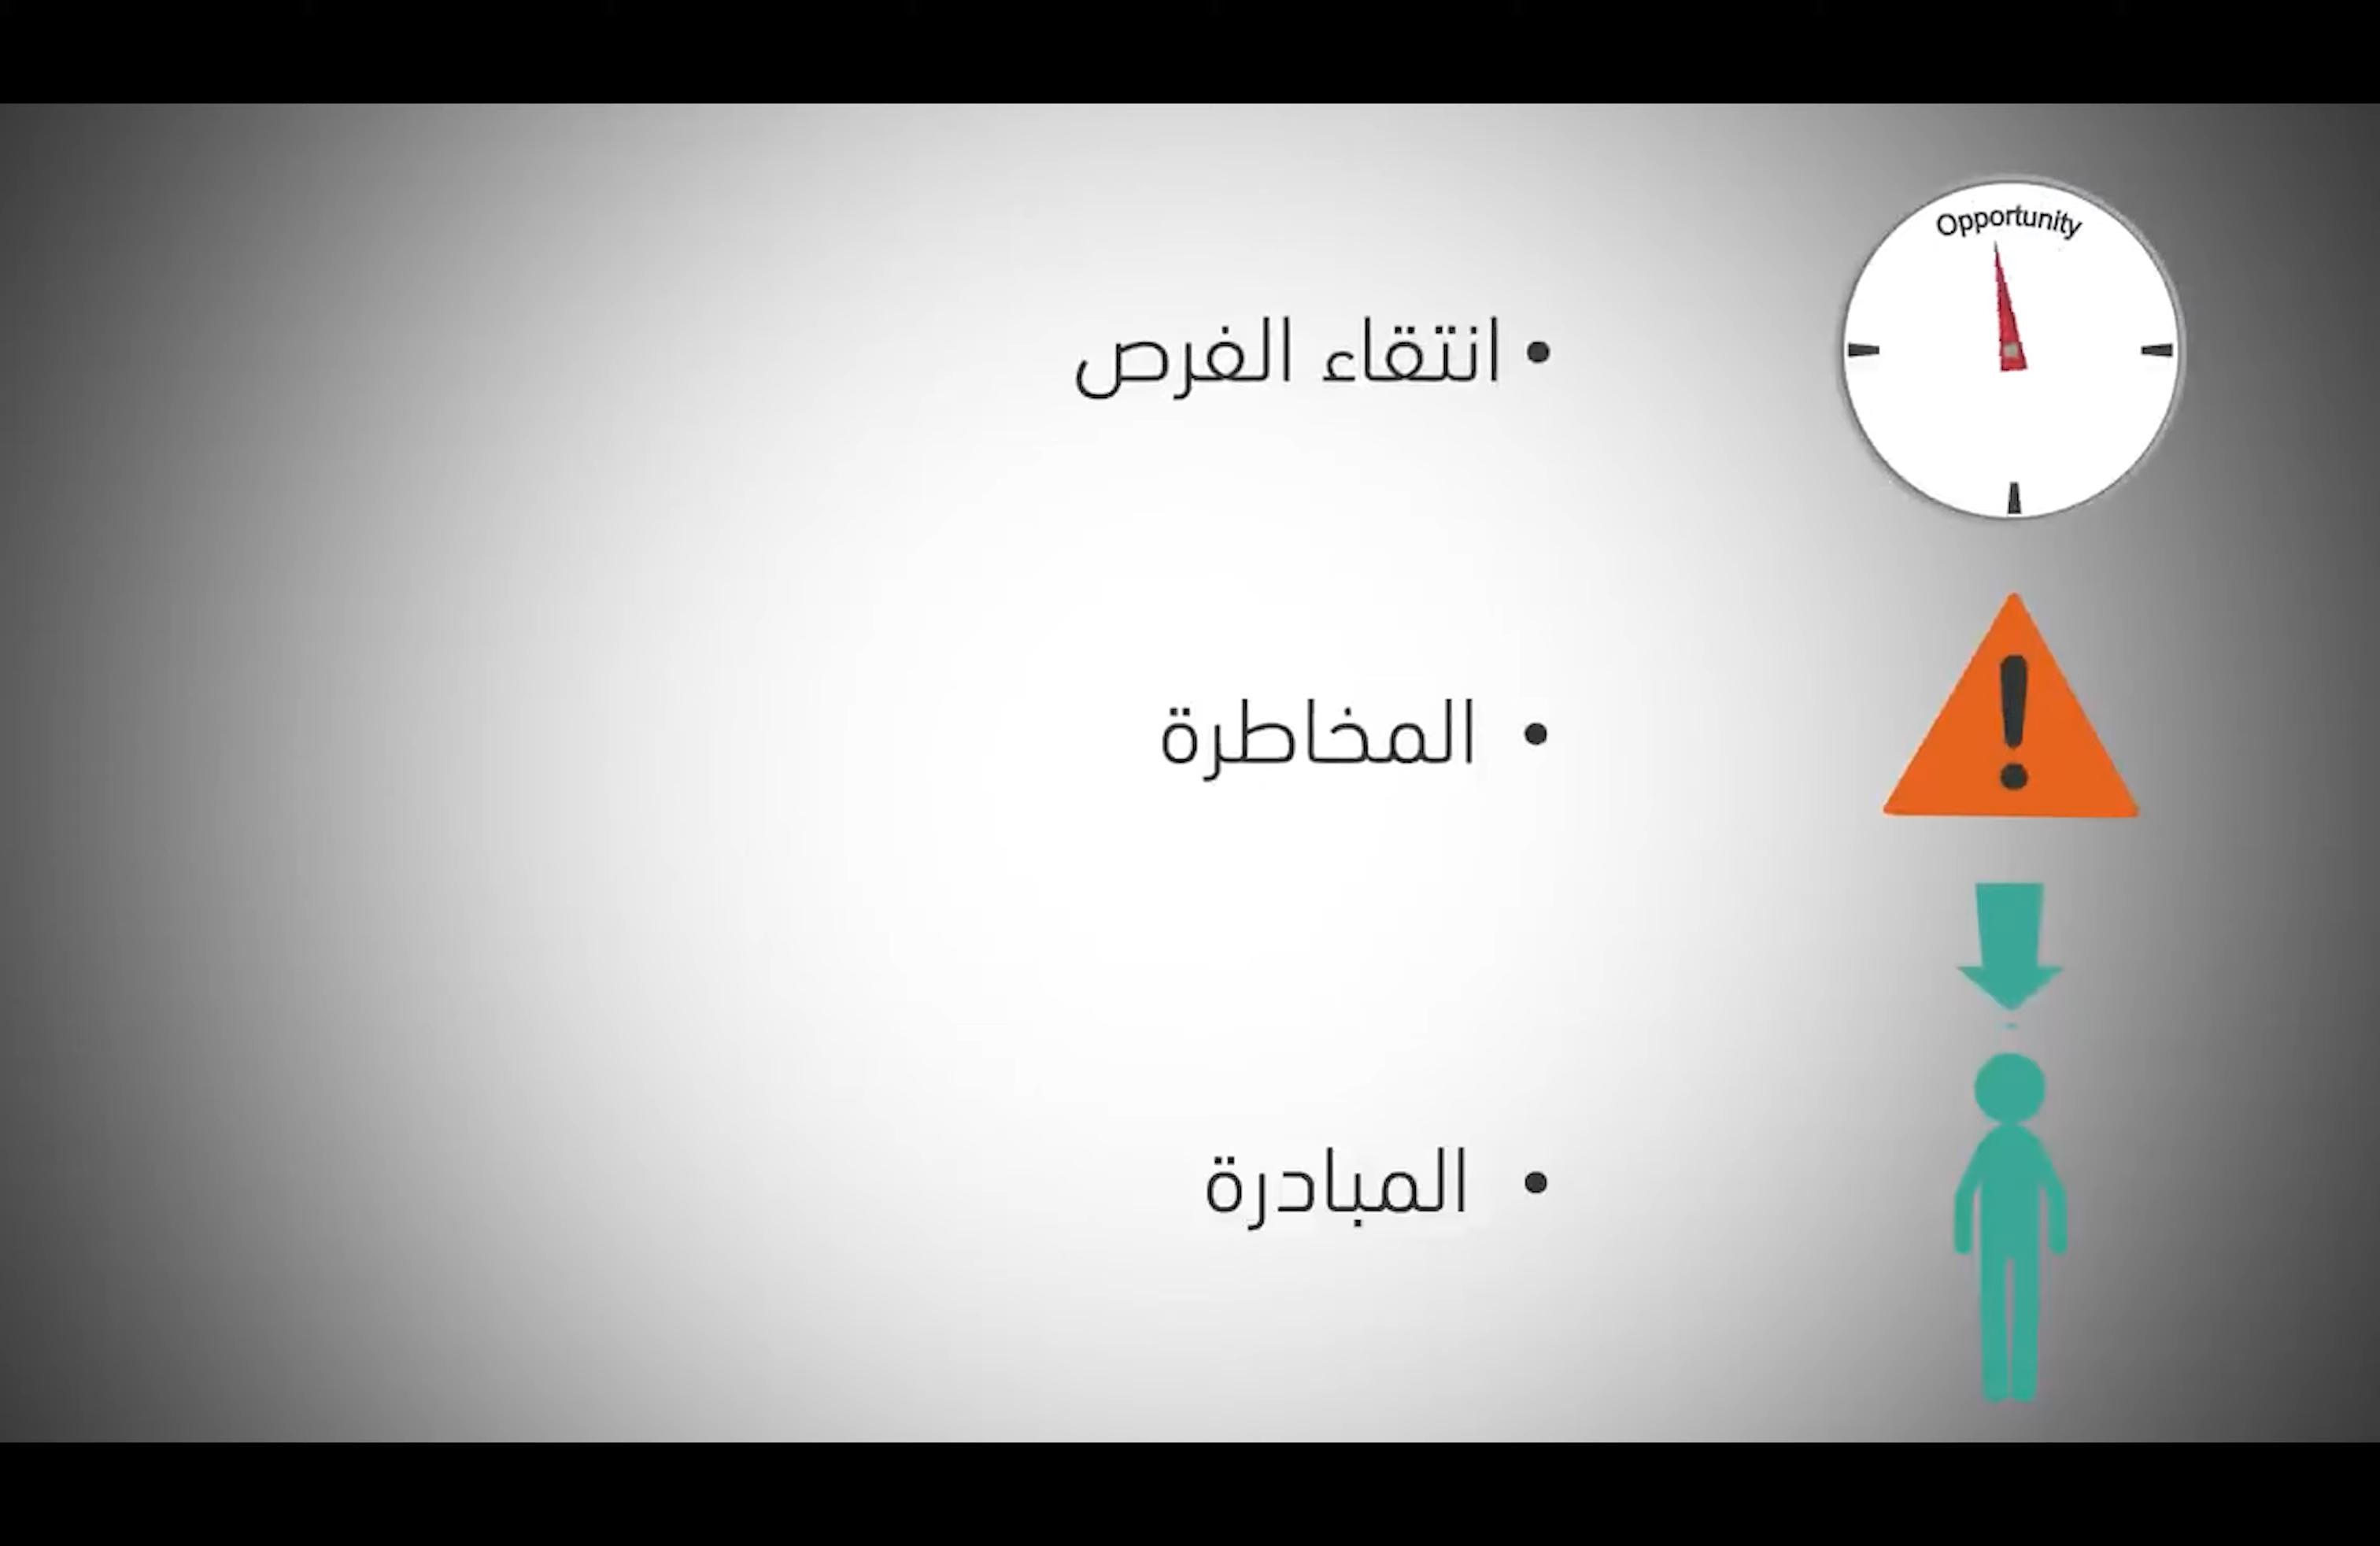 Opportunity
• انتقاء الفرص
• المخاطرة
• المبادرة